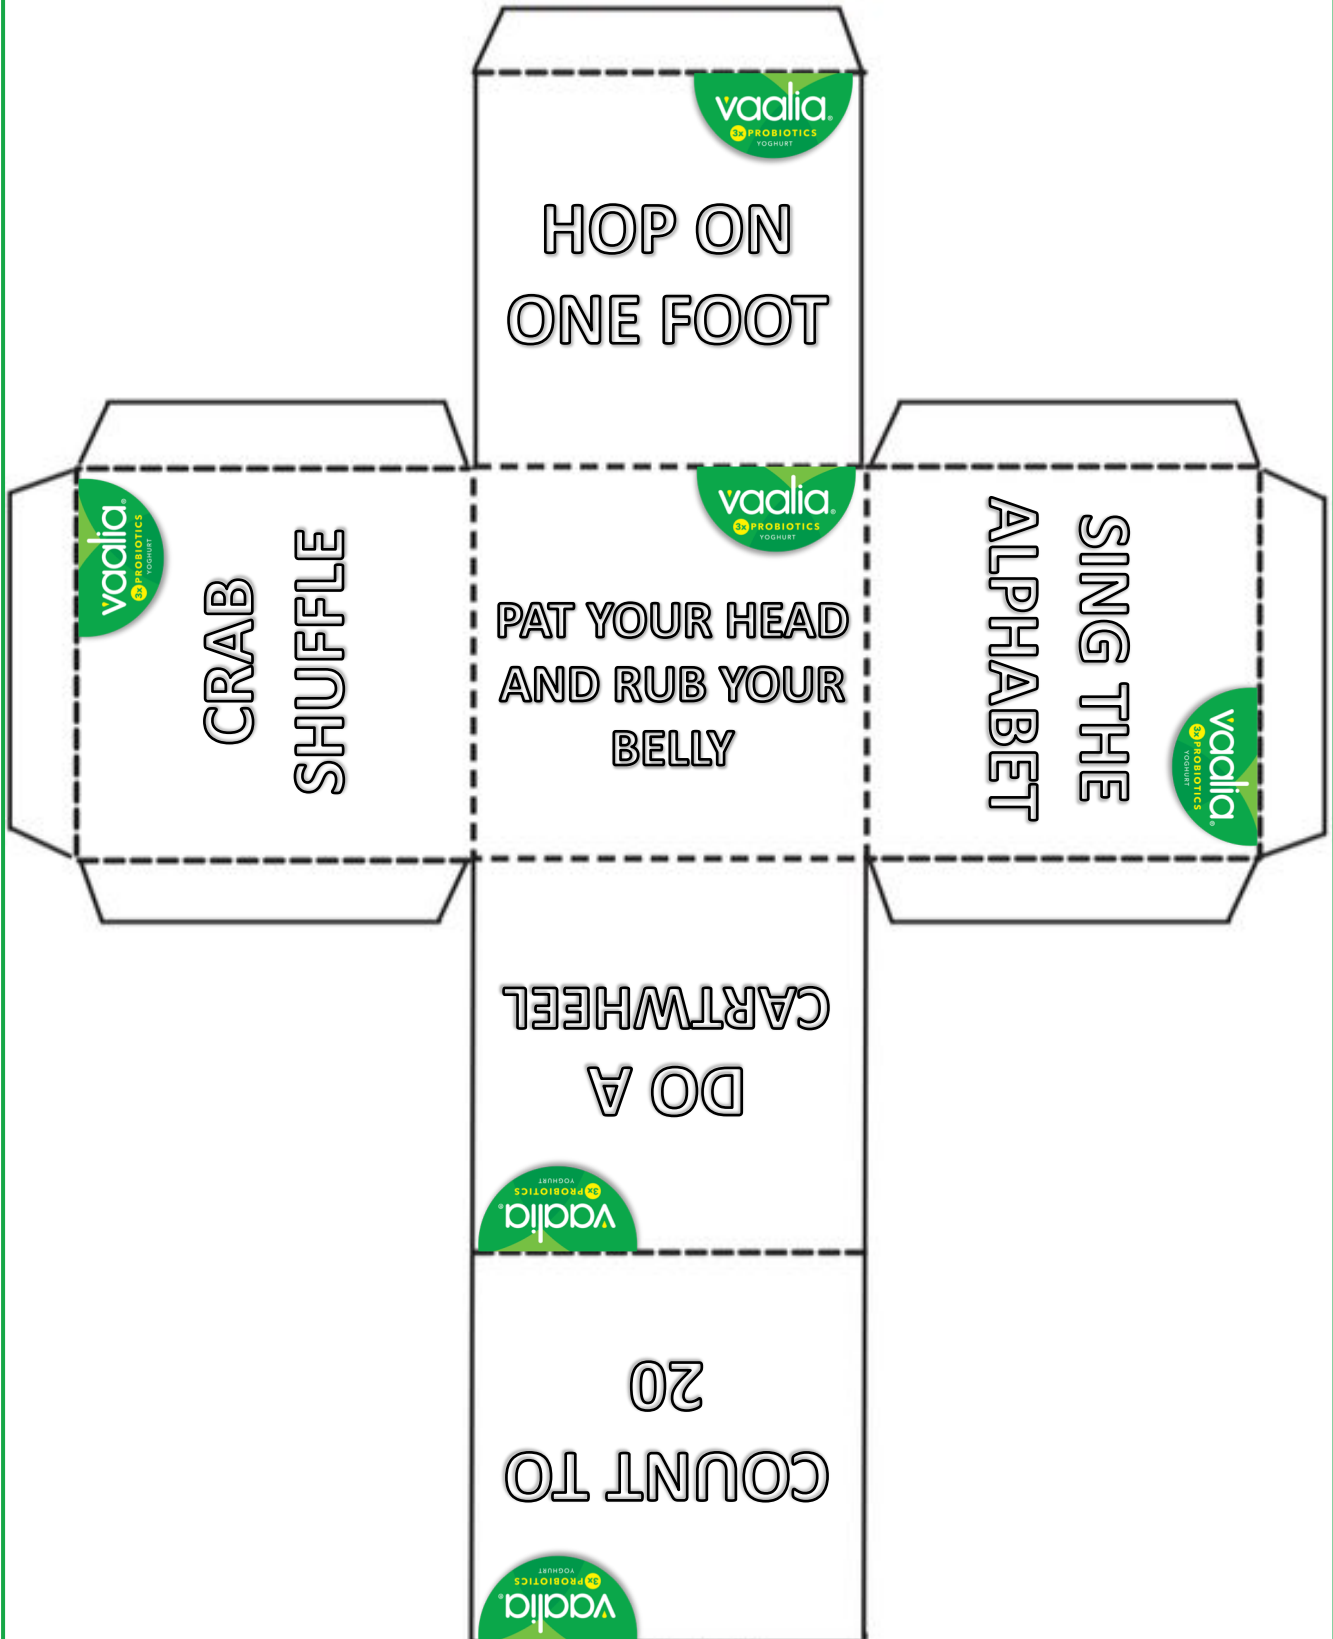 vaalia®
3x PROBIOTICS
YOGHURT
HOP ON
ONE FOOT
vaalia®
3x PROBIOTICS
YOGHURT
CRAB
SHUFFLE
vaalia®
3x PROBIOTICS
YOGHURT
PAT YOUR HEAD
AND RUB YOUR
BELLY
vaalia®
3x PROBIOTICS
YOGHURT
SING THE
ALPHABET
vaalia®
3x PROBIOTICS
YOGHURT
DO A
CARTWHEEL
vaalia®
3x PROBIOTICS
YOGHURT
COUNT TO
20